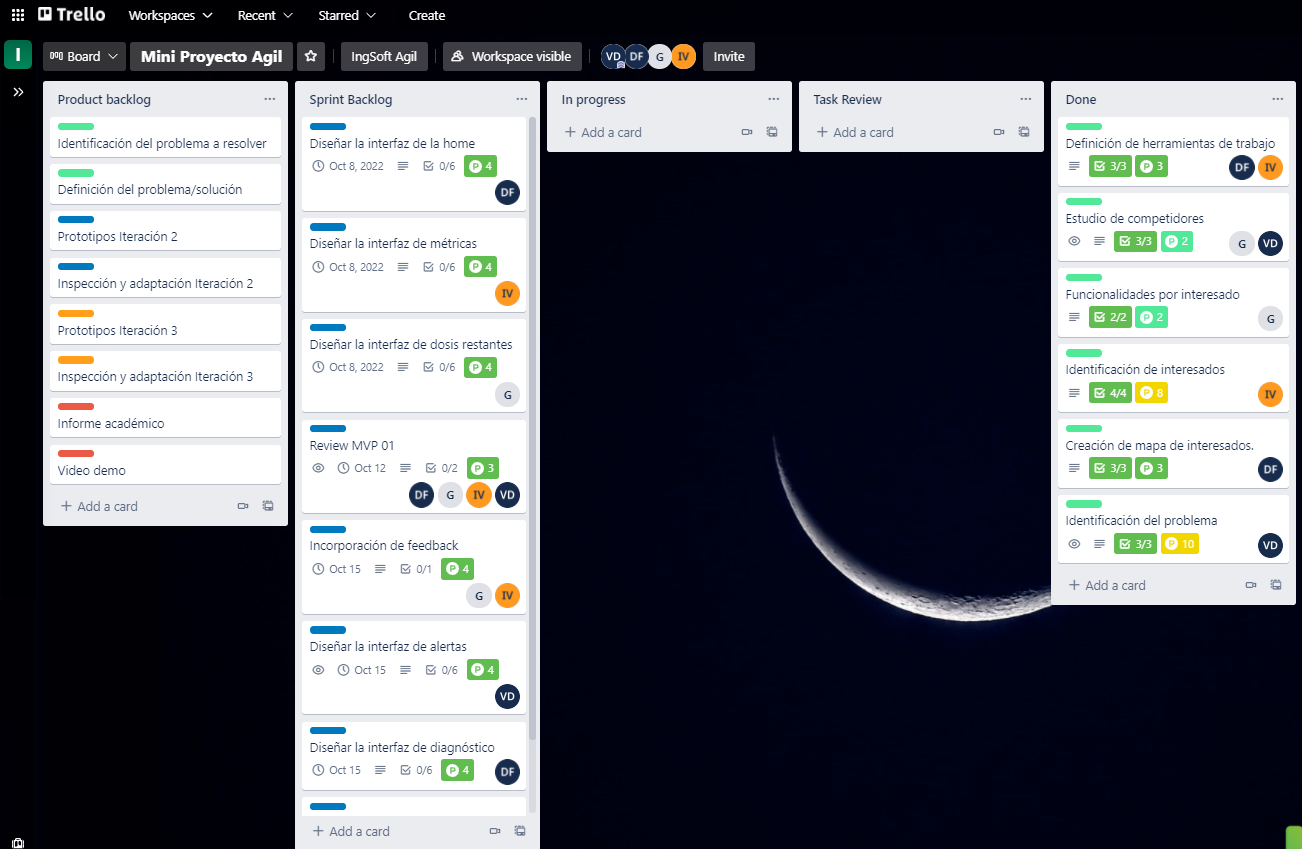 Trello
Workspaces
Recent
Starred
Create
I
Board
Mini Proyecto Agil
IngSoft Agil
Workspace visible
VD
DF
G
IV
Invite
Product backlog
Identificación del problema a resolver
Definición del problema/solución
Prototipos Iteración 2
Inspección y adaptación Iteración 2
Prototipos Iteración 3
Inspección y adaptación Iteración 3
Informe académico
Video demo
Add a card
Sprint Backlog
Diseñar la interfaz de la home
Oct 8, 2022 0/6 P 4
DF
Diseñar la interfaz de métricas
Oct 8, 2022 0/6 P 4
IV
Diseñar la interfaz de dosis restantes
Oct 8, 2022 0/6 P 4
G
Review MVP 01
Oct 12 0/2 P 3
DF G IV VD
Incorporación de feedback
Oct 15 0/1 P 4
G IV
Diseñar la interfaz de alertas
Oct 15 0/6 P 4
VD
Diseñar la interfaz de diagnóstico
Oct 15 0/6 P 4 DF
Add a card
In progress
Add a card
Task Review
Add a card
Done
Definición de herramientas de trabajo
3/3 P 3 DF IV
Estudio de competidores
3/3 P 2 G VD
Funcionalidades por interesado
2/2 P 2 G
Identificación de interesados
4/4 P 8 IV
Creación de mapa de interesados.
3/3 P 3 DF
Identificación del problema
3/3 P 10 VD
Add a card